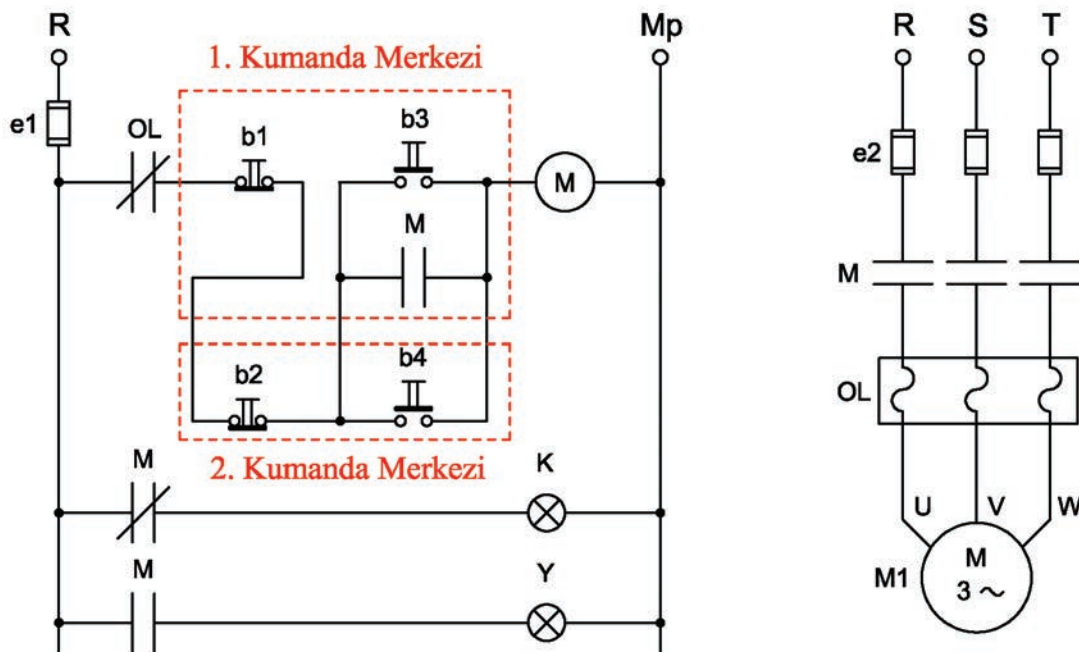 R
Mp
R
S
T
1. Kumanda Merkezi
e1
OL
b1
b3
M
e2
M
M
OL
b2
b4
2. Kumanda Merkezi
M
K
U
V
W
M
Y
M1
M
3 ~